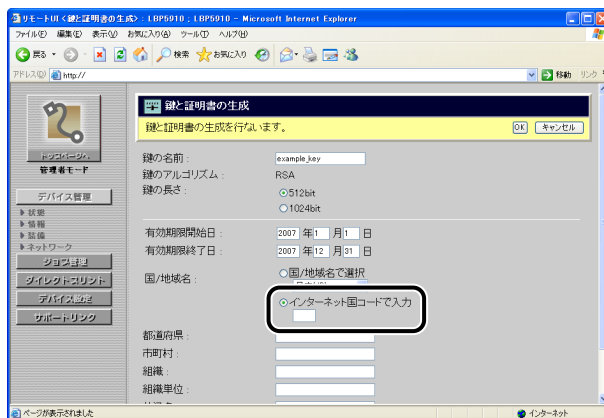 リモートUI <鍵と証明書の生成> : LBP5910 ; LBP5910 - Microsoft Internet Explorer
ファイル(F) 編集(E) 表示(V) お気に入り(A) ツール(T) ヘルプ(H)
戻る 検索 お気に入り
アドレス(D) http:// 移動 リンク
鍵と証明書の生成
鍵と証明書の生成を行ないます。 OK キャンセル
トップページへ
管理者モード
デバイス管理
状態
情報
装備
ネットワーク
ジョブ管理
ダイレクトプリント
デバイス設定
サポートリンク
鍵の名前 : example_key
鍵のアルゴリズム : RSA
鍵の長さ : 512bit
1024bit
有効期限開始日 : 2007 年 1 月 1 日
有効期限終了日 : 2007 年 12 月 31 日
国/地域名 : 国/地域名で選択
インターネット国コードで入力
都道府県 :
市町村 :
組織 :
組織単位 :
ページが表示されました インターネット